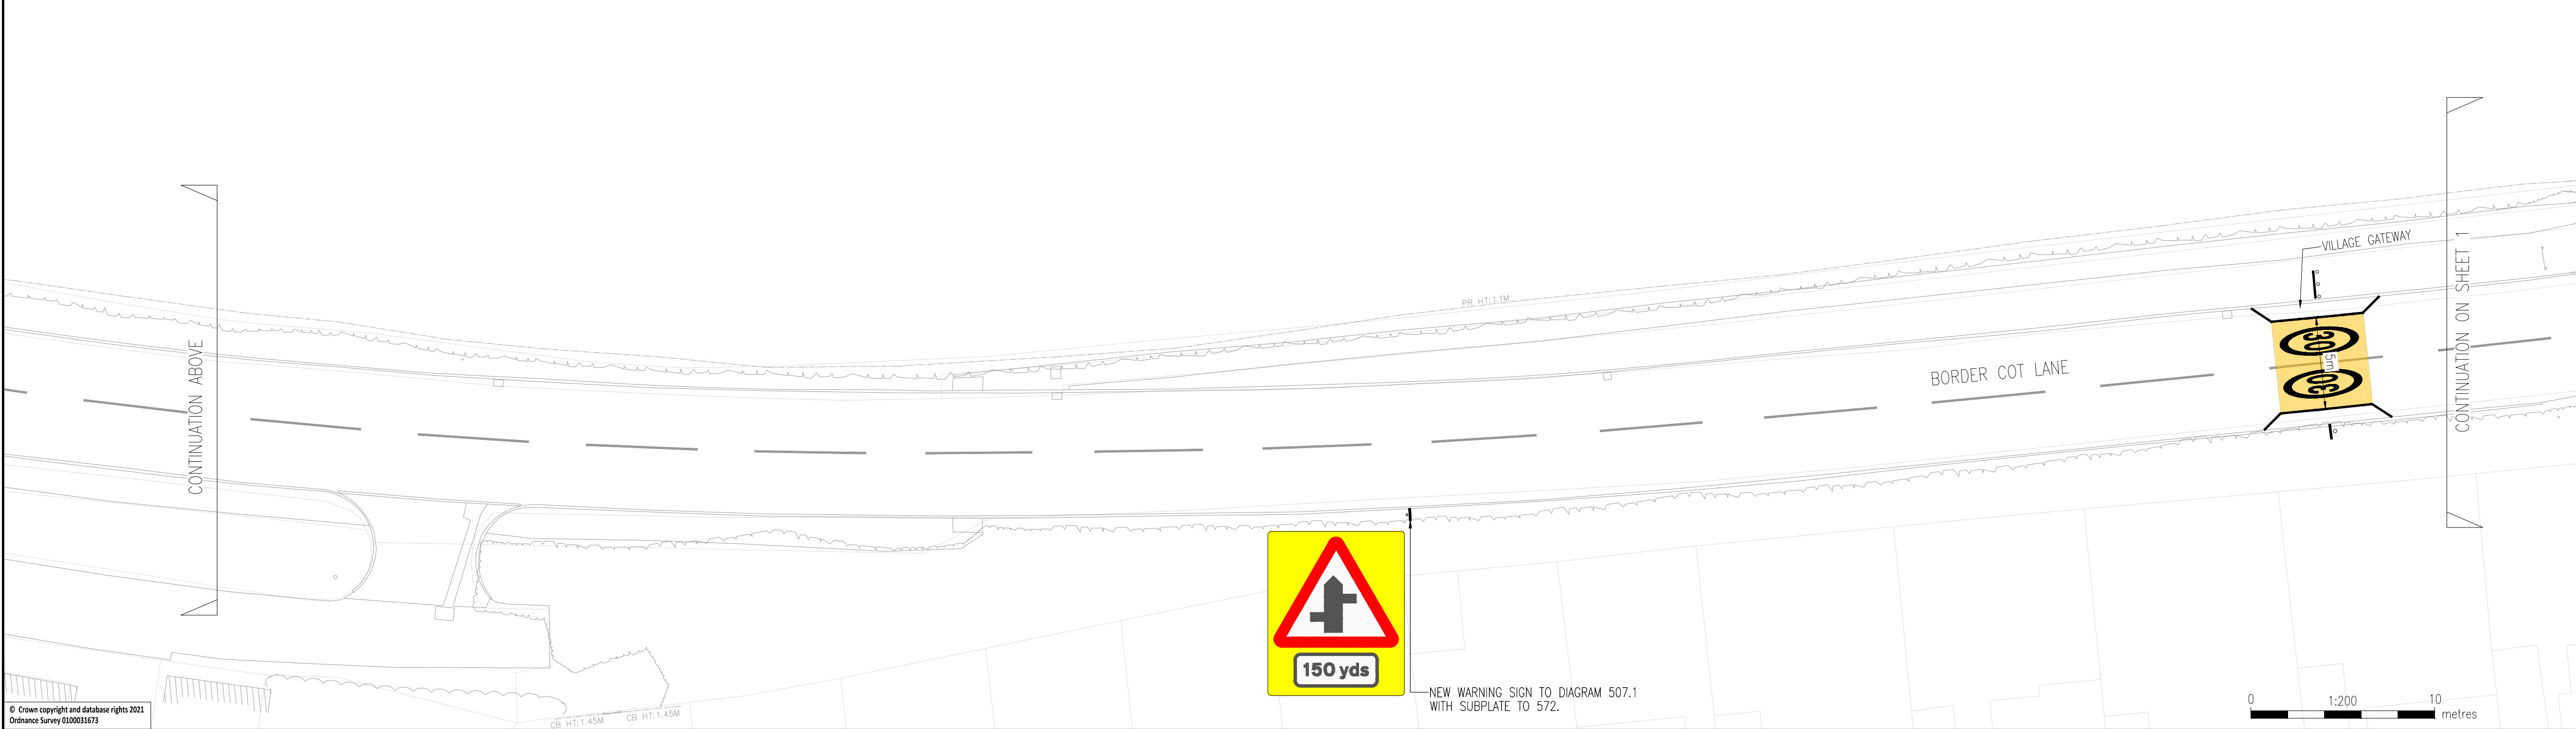 CONTINUATION ABOVE
PR HT:1.1M
BORDER COT LANE
VILLAGE GATEWAY
30
5m
30
CONTINUATION ON SHEET 1
150 yds
NEW WARNING SIGN TO DIAGRAM 507.1
WITH SUBPLATE TO 572.
CB HT:1.45M
CB HT:1.45M
© Crown copyright and database rights 2021
Ordnance Survey 0100031673
0 1:200 10
metres